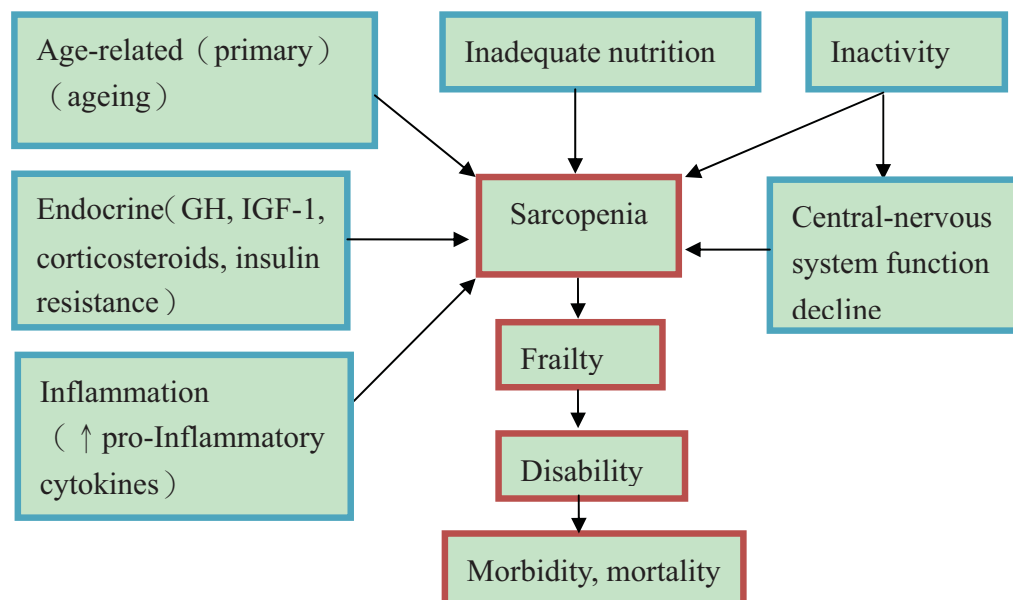 Age-related（primary）
（ageing）
Inadequate nutrition
Inactivity
Endocrine（GH, IGF-1,
corticosteroids, insulin
resistance）
Sarcopenia
Central-nervous
system function
decline
Inflammation
（↑pro-Inflammatory
cytokines）
Frailty
Disability
Morbidity, mortality